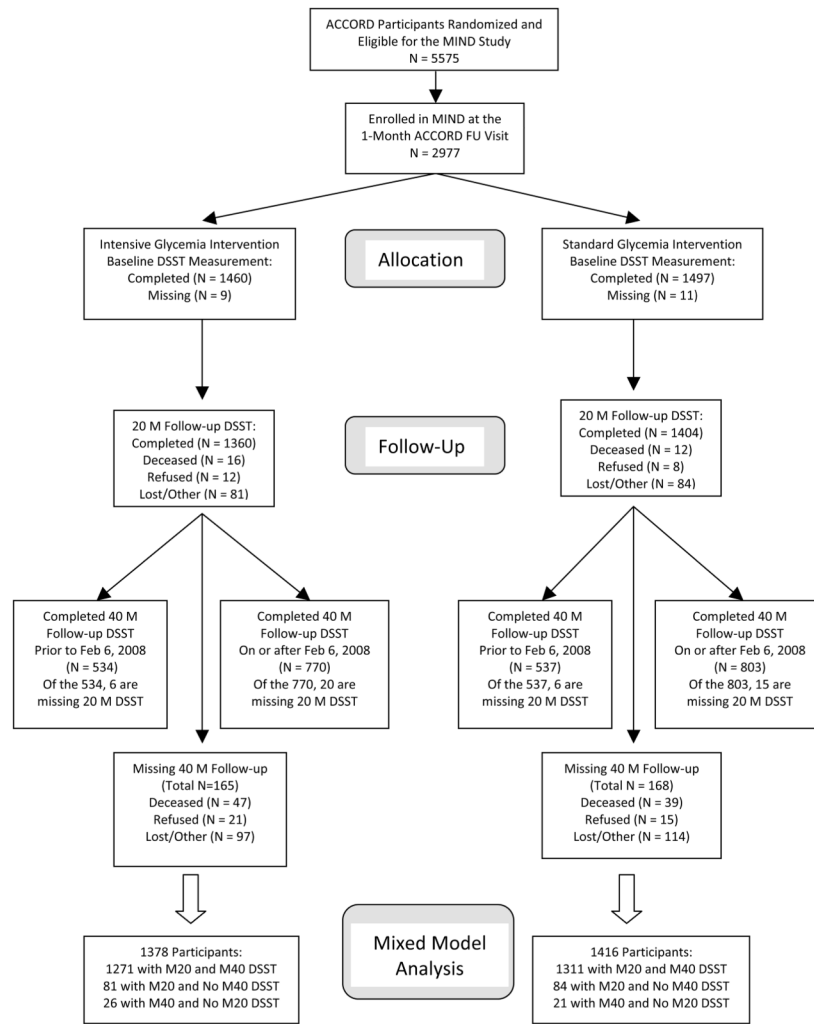 ACCORD Participants Randomized and
Eligible for the MIND Study
N = 5575
Enrolled in MIND at the
1-Month ACCORD FU Visit
N = 2977
Intensive Glycemia Intervention
Baseline DSST Measurement:
Completed (N = 1460)
Missing (N = 9)
Allocation
Standard Glycemia Intervention
Baseline DSST Measurement:
Completed (N = 1497)
Missing (N = 11)
20 M Follow-up DSST:
Completed (N = 1360)
Deceased (N = 16)
Refused (N = 12)
Lost/Other (N = 81)
Follow-Up
20 M Follow-up DSST:
Completed (N = 1404)
Deceased (N = 12)
Refused (N = 8)
Lost/Other (N = 84)
Completed 40 M
Follow-up DSST
Prior to Feb 6, 2008
(N = 534)
Of the 534, 6 are
missing 20 M DSST
Completed 40 M
Follow-up DSST
On or after Feb 6, 2008
(N = 770)
Of the 770, 20 are
missing 20 M DSST
Completed 40 M
Follow-up DSST
Prior to Feb 6, 2008
(N = 537)
Of the 537, 6 are
missing 20 M DSST
Completed 40 M
Follow-up DSST
On or after Feb 6, 2008
(N = 803)
Of the 803, 15 are
missing 20 M DSST
Missing 40 M Follow-up
(Total N=165)
Deceased (N = 47)
Refused (N = 21)
Lost/Other (N = 97)
Missing 40 M Follow-up
(Total N = 168)
Deceased (N = 39)
Refused (N = 15)
Lost/Other (N = 114)
1378 Participants:
1271 with M20 and M40 DSST
81 with M20 and No M40 DSST
26 with M40 and No M20 DSST
Mixed Model
Analysis
1416 Participants:
1311 with M20 and M40 DSST
84 with M20 and No M40 DSST
21 with M40 and No M20 DSST